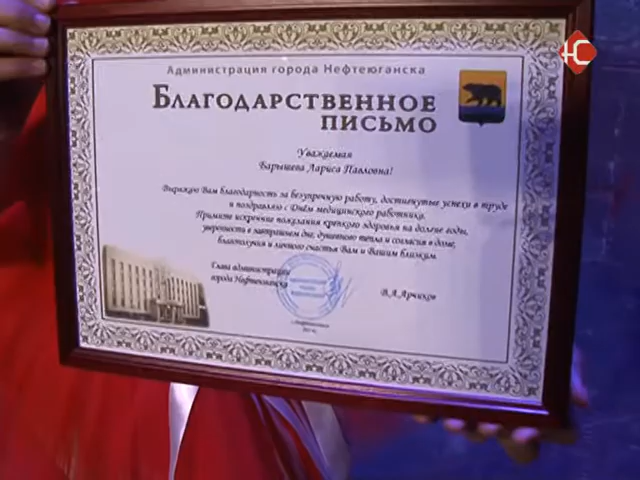 Администрация города Нефтеюганска
БЛАГОДАРСТВЕННОЕ
ПИСЬМО
Уважаемая
Барышева Лариса Павловна!
Выражаю Вам благодарность за безупречную работу, достигнутые успехи в труде
и поздравляю с Днём медицинского работника.
Примите искренние пожелания крепкого здоровья на долгие годы,
уверенности в завтрашнем дне, душевного тепла и согласия в доме,
благополучия и личного счастья Вам и Вашим близким.
Глава администрации
города Нефтеюганска
В.А.Арчиков
г.Нефтеюганск
ЮС